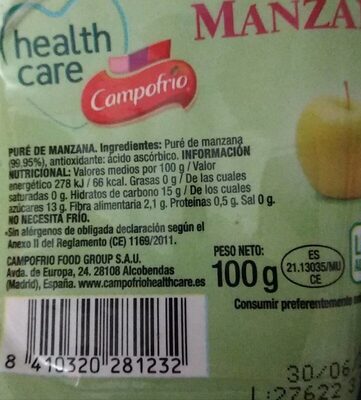 health
care
MANZA
Campofrío
PURÉ DE MANZANA. Ingredientes: Puré de manzana
(99,95%), antioxidante: ácido ascórbico. INFORMACIÓN
NUTRICIONAL: Valores medios por 100 g / Valor
energético 278 kJ / 66 kcal. Grasas 0 g / De las cuales
saturadas 0 g. Hidratos de carbono 15 g / De los cuales
azúcares 13 g. Fibra alimentaria 2,1 g. Proteínas 0,5 g. Sal 0 g.
NO NECESITA FRÍO.
•Sin alérgenos de obligada declaración según el
Anexo II del Reglamento (CE) 1169/2011.
CAMPOFRIO FOOD GROUP S.A.U.
Avda. de Europa, 24. 28108 Alcobendas
(Madrid), España. www.campofriohealthcare.es
PESO NETO:
100 g
ES
21.13035/MU
CE
Consumir preferentemente
8 410320 281232
30/06
L:27622